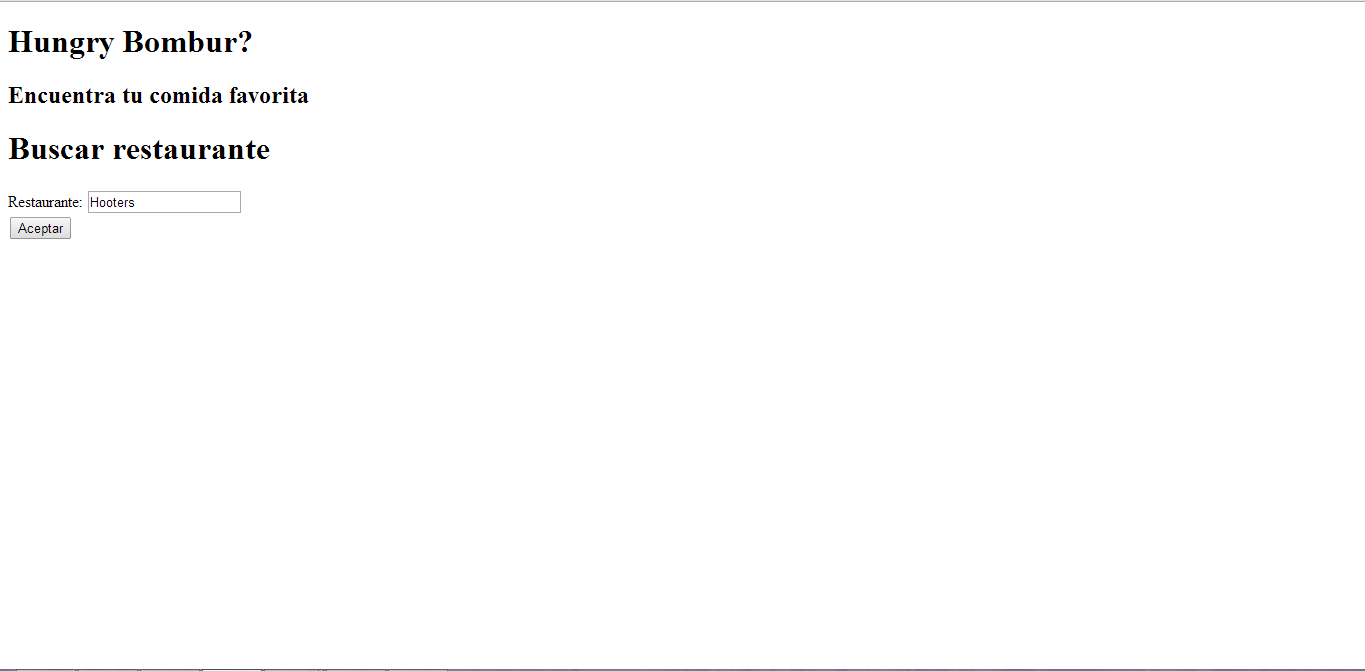 Hungry Bombur?
Encuentra tu comida favorita
Buscar restaurante
Restaurante: Hooters
Aceptar